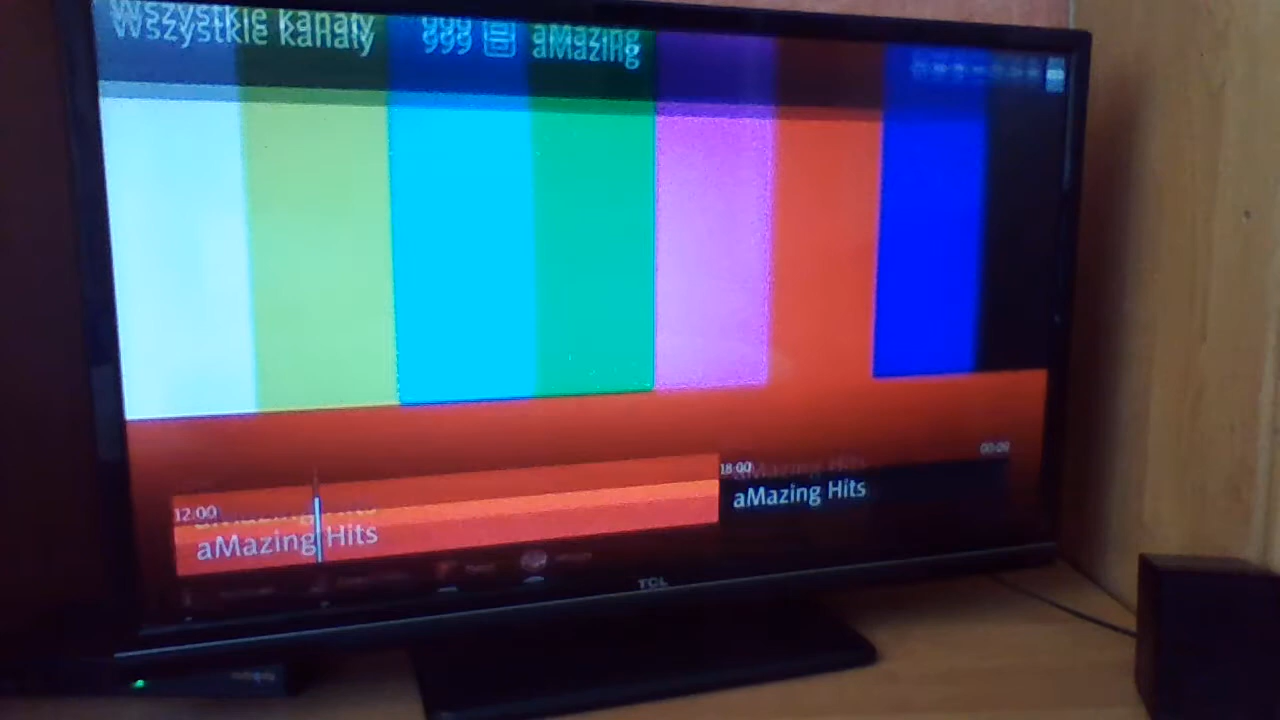 Wszystkie kanały 999 aMazing
12:00
aMazing Hits
18:00
aMazing Hits
00:00
TCL